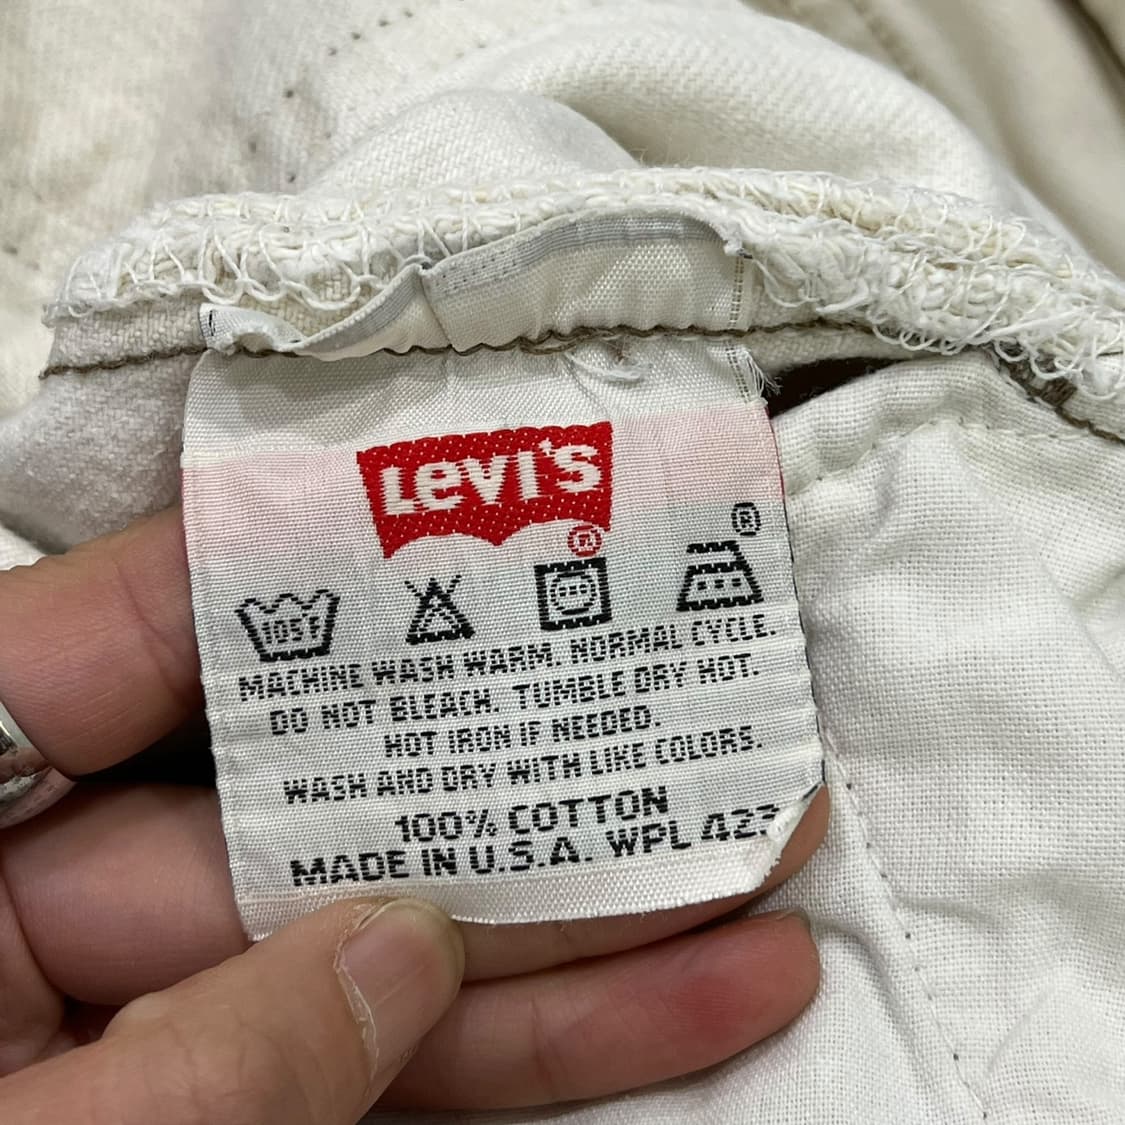 LEVI'S ®
®
105°F
MACHINE WASH WARM. NORMAL CYCLE.
DO NOT BLEACH. TUMBLE DRY HOT.
HOT IRON IF NEEDED.
WASH AND DRY WITH LIKE COLORS.
100% COTTON
MADE IN U.S.A. WPL 423